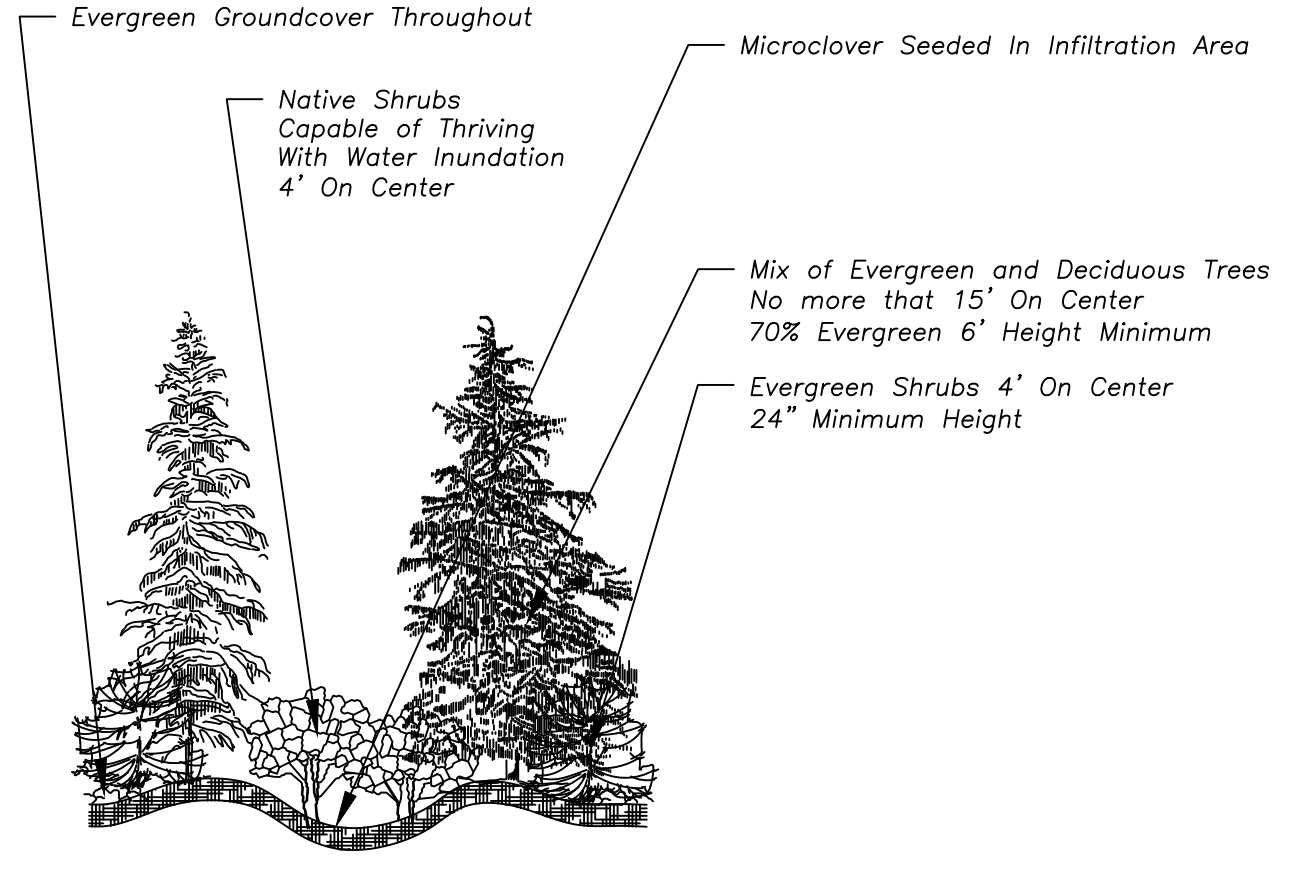 Evergreen Groundcover Throughout
Microclover Seeded In Infiltration Area
Native Shrubs
Capable of Thriving
With Water Inundation
4' On Center
Mix of Evergreen and Deciduous Trees
No more that 15' On Center
70% Evergreen 6' Height Minimum
Evergreen Shrubs 4' On Center
24" Minimum Height